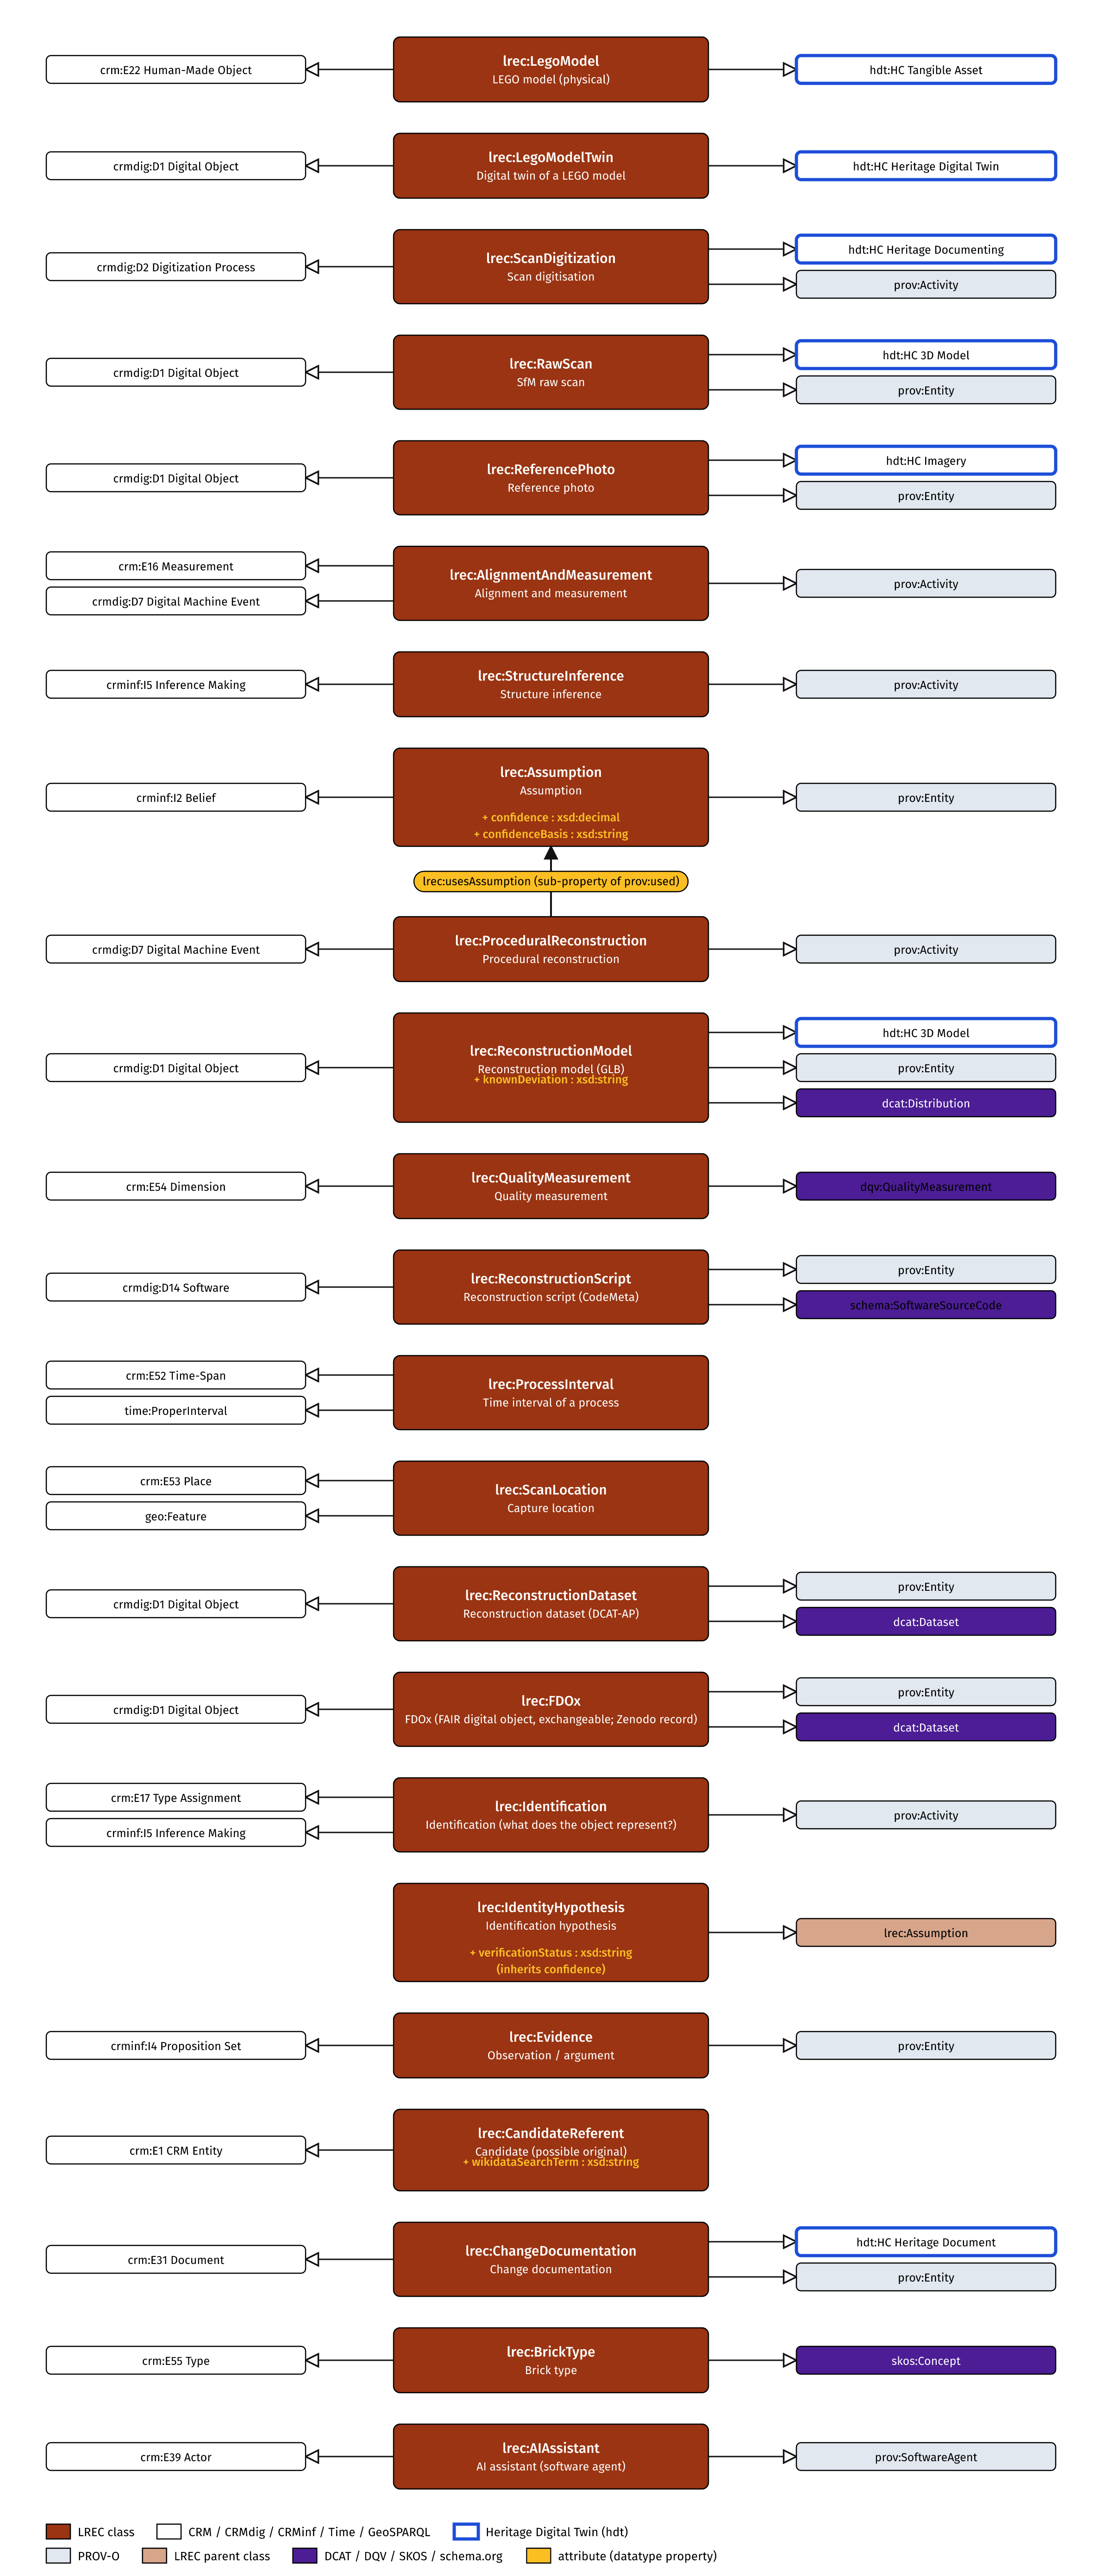 lrec:LegoModel
LEGO model (physical)
crm:E22 Human-Made Object
hdt:HC Tangible Asset
lrec:LegoModelTwin
Digital twin of a LEGO model
crmdig:D1 Digital Object
hdt:HC Heritage Digital Twin
lrec:ScanDigitization
Scan digitisation
crmdig:D2 Digitization Process
hdt:HC Heritage Documenting
prov:Activity
lrec:RawScan
SfM raw scan
crmdig:D1 Digital Object
hdt:HC 3D Model
prov:Entity
lrec:ReferencePhoto
Reference photo
crmdig:D1 Digital Object
hdt:HC Imagery
prov:Entity
crm:E16 Measurement
crmdig:D7 Digital Machine Event
lrec:AlignmentAndMeasurement
Alignment and measurement
prov:Activity
crminf:I5 Inference Making
lrec:StructureInference
Structure inference
prov:Activity
crminf:I2 Belief
lrec:Assumption
Assumption
+ confidence : xsd:decimal
+ confidenceBasis : xsd:string
prov:Entity
lrec:usesAssumption (sub-property of prov:used)
crmdig:D7 Digital Machine Event
lrec:ProceduralReconstruction
Procedural reconstruction
prov:Activity
crmdig:D1 Digital Object
lrec:ReconstructionModel
Reconstruction model (GLB)
+ knownDeviation : xsd:string
hdt:HC 3D Model
prov:Entity
dcat:Distribution
crm:E54 Dimension
lrec:QualityMeasurement
Quality measurement
dqv:QualityMeasurement
crmdig:D14 Software
lrec:ReconstructionScript
Reconstruction script (CodeMeta)
prov:Entity
schema:SoftwareSourceCode
crm:E52 Time-Span
time:ProperInterval
lrec:ProcessInterval
Time interval of a process
crm:E53 Place
geo:Feature
lrec:ScanLocation
Capture location
crmdig:D1 Digital Object
lrec:ReconstructionDataset
Reconstruction dataset (DCAT-AP)
prov:Entity
dcat:Dataset
crmdig:D1 Digital Object
lrec:FDOx
FDOx (FAIR digital object, exchangeable; Zenodo record)
prov:Entity
dcat:Dataset
crm:E17 Type Assignment
crminf:I5 Inference Making
lrec:Identification
Identification (what does the object represent?)
prov:Activity
lrec:IdentityHypothesis
Identification hypothesis
+ verificationStatus : xsd:string
(inherits confidence)
lrec:Assumption
crminf:I4 Proposition Set
lrec:Evidence
Observation / argument
prov:Entity
crm:E1 CRM Entity
lrec:CandidateReferent
Candidate (possible original)
+ wikidataSearchTerm : xsd:string
crm:E31 Document
lrec:ChangeDocumentation
Change documentation
hdt:HC Heritage Document
prov:Entity
crm:E55 Type
lrec:BrickType
Brick type
skos:Concept
crm:E39 Actor
lrec:AIAssistant
AI assistant (software agent)
prov:SoftwareAgent
LREC class
CRM / CRMdig / CRMinf / Time / GeoSPARQL
Heritage Digital Twin (hdt)
PROV-O
LREC parent class
DCAT / DQV / SKOS / schema.org
attribute (datatype property)